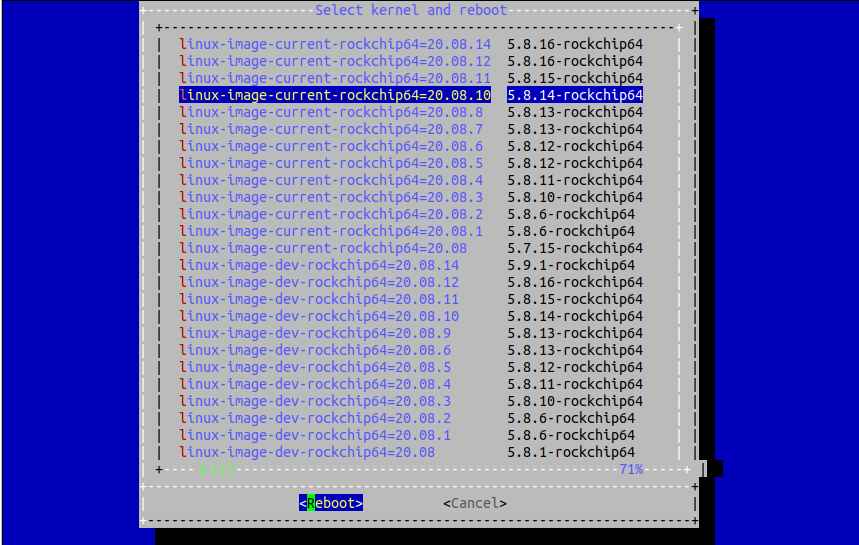 Select kernel and reboot
linux-image-current-rockchip64=20.08.14 5.8.16-rockchip64
linux-image-current-rockchip64=20.08.12 5.8.16-rockchip64
linux-image-current-rockchip64=20.08.11 5.8.15-rockchip64
linux-image-current-rockchip64=20.08.10 5.8.14-rockchip64
linux-image-current-rockchip64=20.08.8 5.8.13-rockchip64
linux-image-current-rockchip64=20.08.7 5.8.13-rockchip64
linux-image-current-rockchip64=20.08.6 5.8.12-rockchip64
linux-image-current-rockchip64=20.08.5 5.8.12-rockchip64
linux-image-current-rockchip64=20.08.4 5.8.11-rockchip64
linux-image-current-rockchip64=20.08.3 5.8.10-rockchip64
linux-image-current-rockchip64=20.08.2 5.8.6-rockchip64
linux-image-current-rockchip64=20.08.1 5.8.6-rockchip64
linux-image-current-rockchip64=20.08 5.7.15-rockchip64
linux-image-dev-rockchip64=20.08.14 5.9.1-rockchip64
linux-image-dev-rockchip64=20.08.12 5.8.16-rockchip64
linux-image-dev-rockchip64=20.08.11 5.8.15-rockchip64
linux-image-dev-rockchip64=20.08.10 5.8.14-rockchip64
linux-image-dev-rockchip64=20.08.9 5.8.13-rockchip64
linux-image-dev-rockchip64=20.08.6 5.8.13-rockchip64
linux-image-dev-rockchip64=20.08.5 5.8.12-rockchip64
linux-image-dev-rockchip64=20.08.4 5.8.11-rockchip64
linux-image-dev-rockchip64=20.08.3 5.8.10-rockchip64
linux-image-dev-rockchip64=20.08.2 5.8.6-rockchip64
linux-image-dev-rockchip64=20.08.1 5.8.6-rockchip64
linux-image-dev-rockchip64=20.08 5.8.1-rockchip64
(+) 71%
<Reboot> <Cancel>